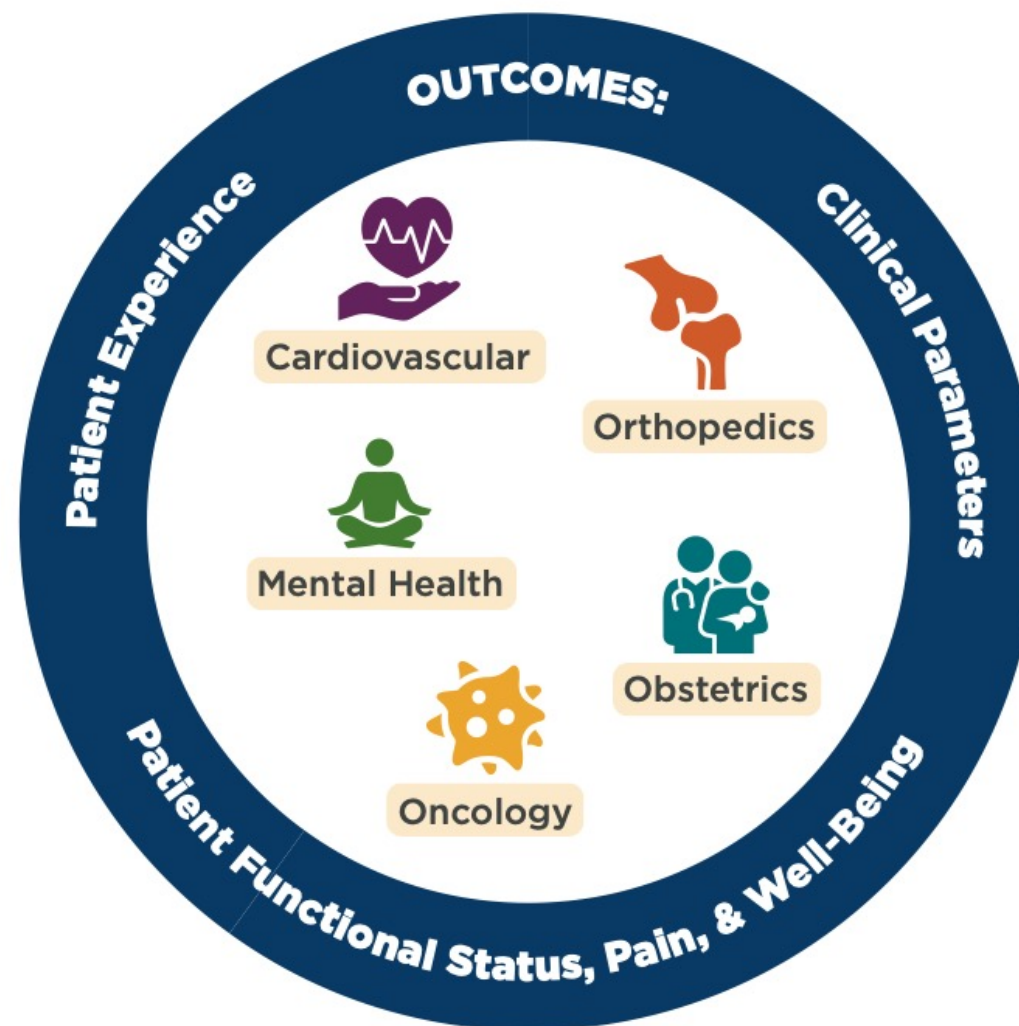 OUTCOMES:
Clinical Parameters
Patient Functional Status, Pain, & Well-Being
Patient Experience
Cardiovascular
Orthopedics
Mental Health
Obstetrics
Oncology